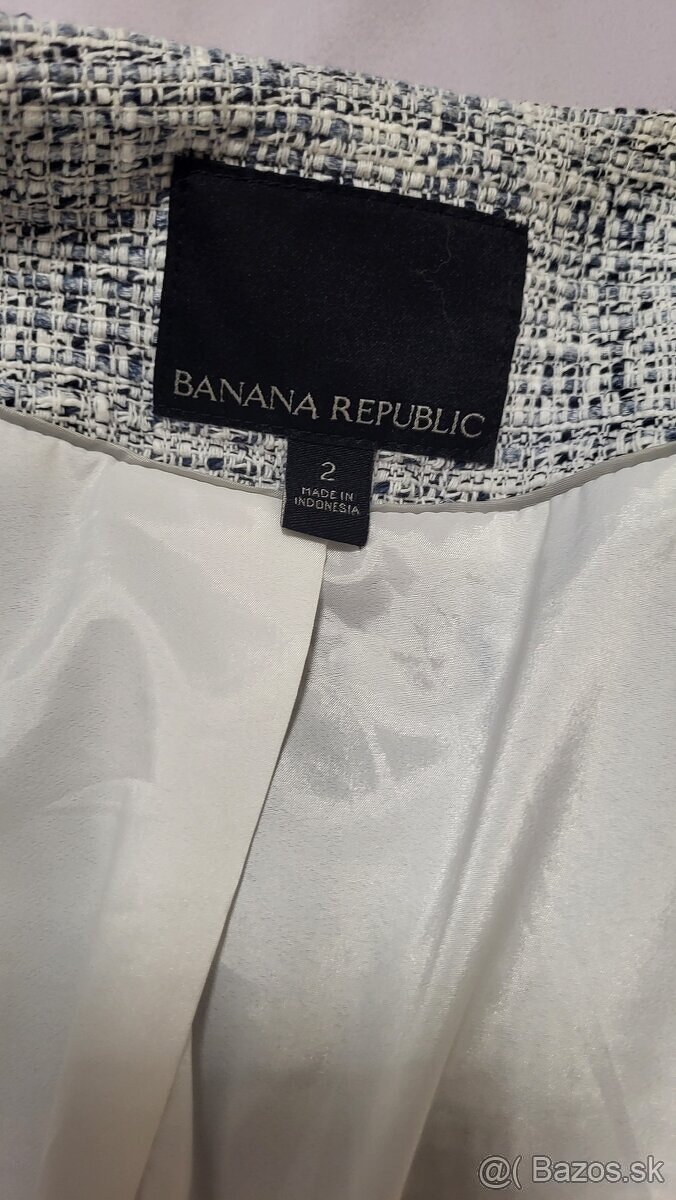 BANANA REPUBLIC
2
MADE IN
INDONESIA
@( Bazos.sk